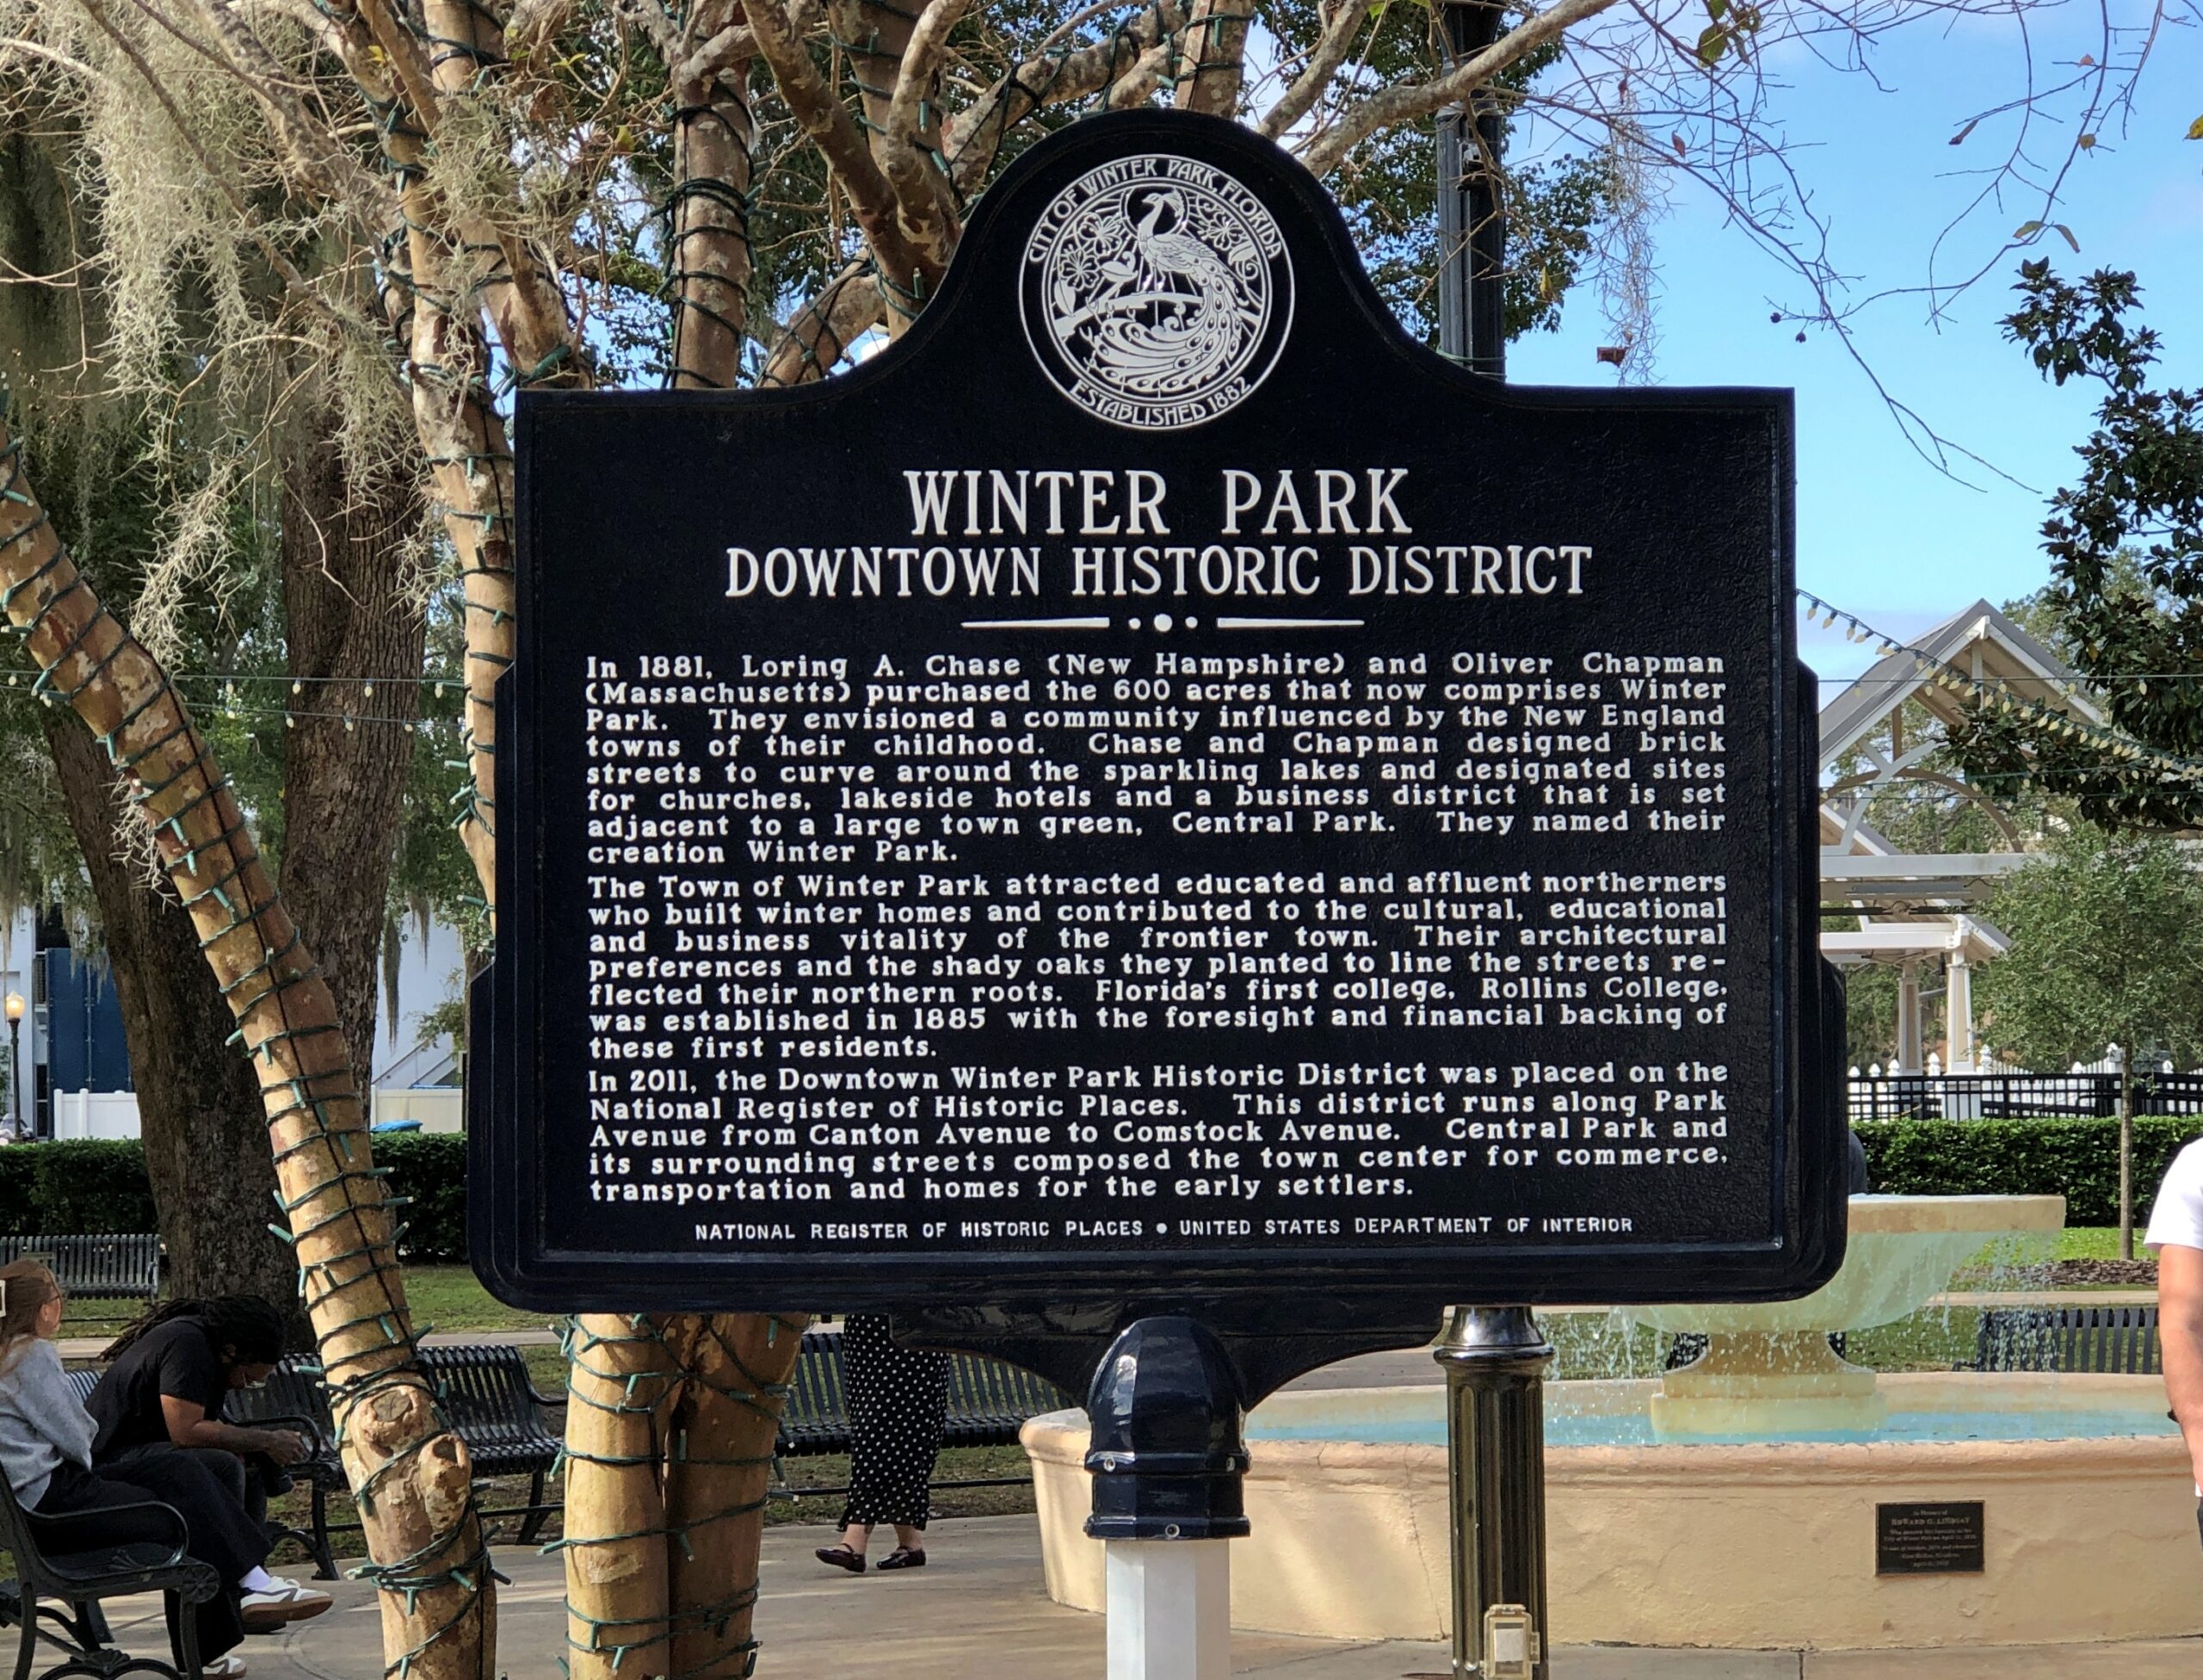 CITY OF WINTER PARK, FLORIDA
ESTABLISHED 1882
WINTER PARK
DOWNTOWN HISTORIC DISTRICT
In 1881, Loring A. Chase (New Hampshire) and Oliver Chapman
(Massachusetts) purchased the 600 acres that now comprises Winter
Park. They envisioned a community influenced by the New England
towns of their childhood. Chase and Chapman designed brick
streets to curve around the sparkling lakes and designated sites
for churches, lakeside hotels and a business district that is set
adjacent to a large town green, Central Park. They named their
creation Winter Park.
The Town of Winter Park attracted educated and affluent northerners
who built winter homes and contributed to the cultural, educational
and business vitality of the frontier town. Their architectural
preferences and the shady oaks they planted to line the streets re-
flected their northern roots. Florida's first college, Rollins College,
was established in 1885 with the foresight and financial backing of
these first residents.
In 2011, the Downtown Winter Park Historic District was placed on the
National Register of Historic Places. This district runs along Park
Avenue from Canton Avenue to Comstock Avenue. Central Park and
its surrounding streets composed the town center for commerce,
transportation and homes for the early settlers.
NATIONAL REGISTER OF HISTORIC PLACES • UNITED STATES DEPARTMENT OF INTERIOR
In Memory of